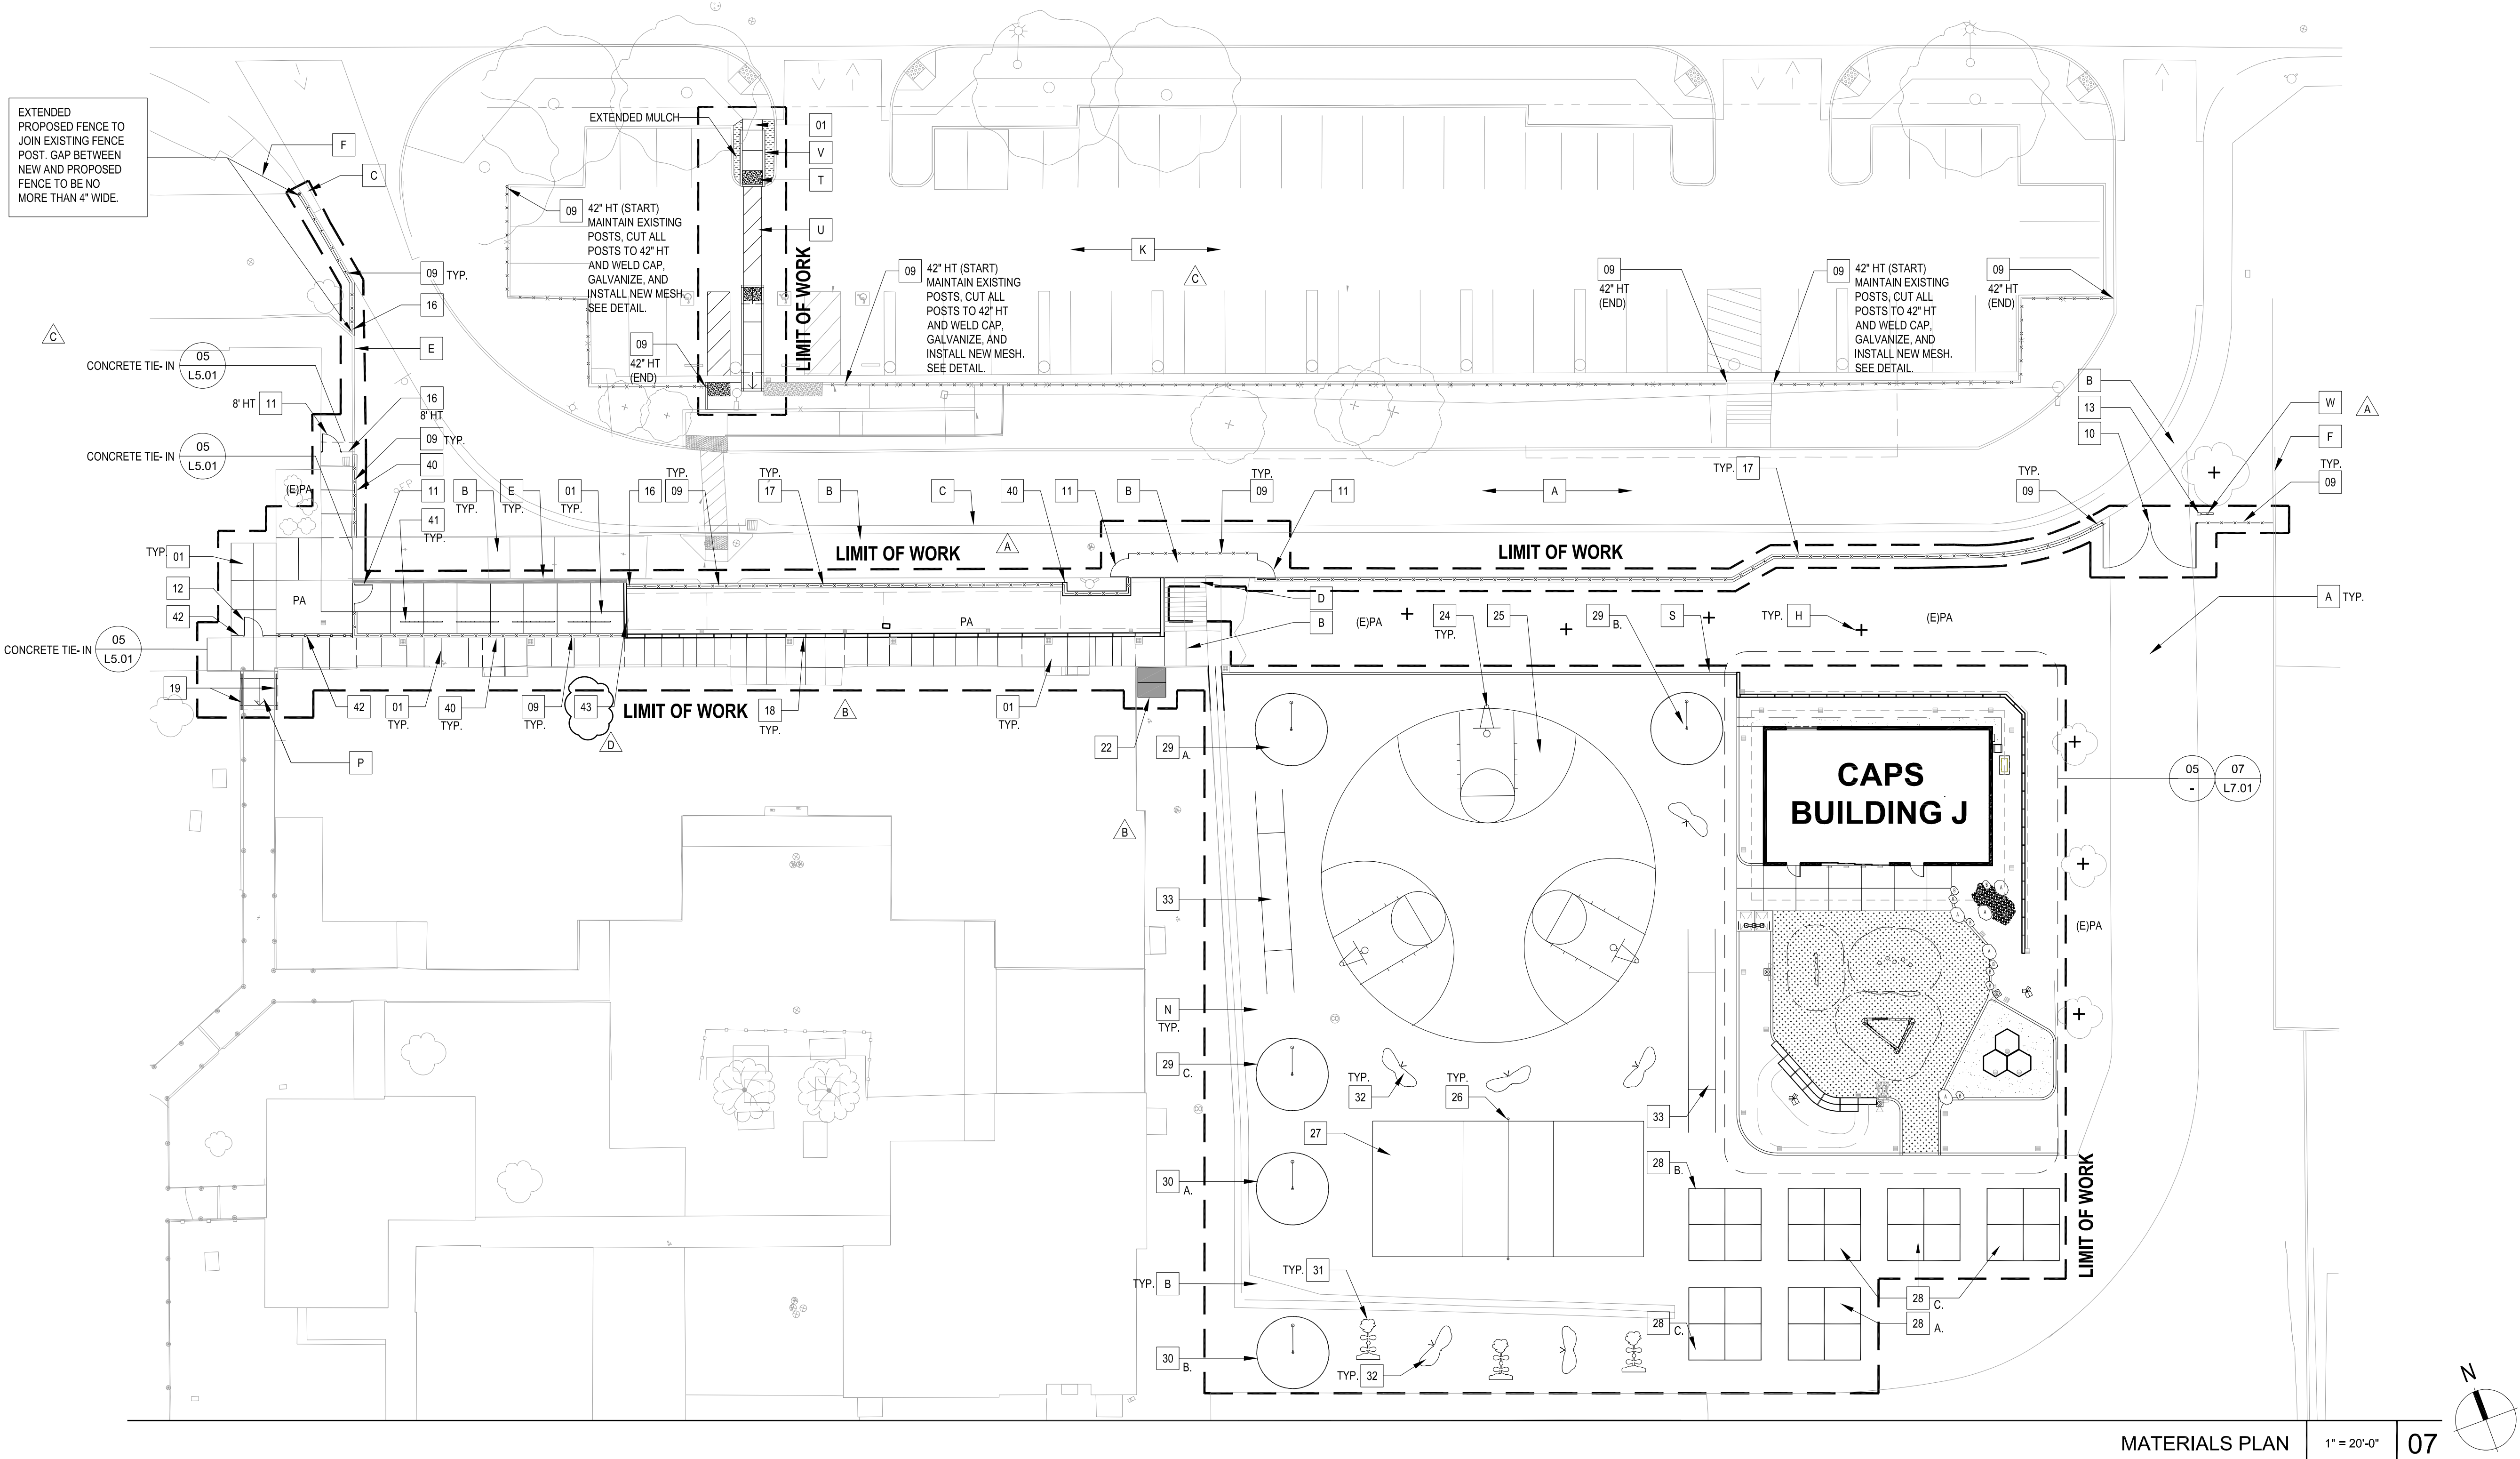 EXTENDED
PROPOSED FENCE TO
JOIN EXISTING FENCE
POST. GAP BETWEEN
NEW AND PROPOSED
FENCE TO BE NO
MORE THAN 4" WIDE.
F
C
EXTENDED MULCH
01
V
T
U
09
42" HT (START)
MAINTAIN EXISTING
POSTS, CUT ALL
POSTS TO 42" HT
AND WELD CAP,
GALVANIZE, AND
INSTALL NEW MESH.
SEE DETAIL.
09
42" HT
(END)
LIMIT OF WORK
09
42" HT (START)
MAINTAIN EXISTING
POSTS, CUT ALL
POSTS TO 42" HT
AND WELD CAP,
GALVANIZE, AND
INSTALL NEW MESH.
SEE DETAIL.
K
C
09
42" HT
(END)
09
42" HT (START)
MAINTAIN EXISTING
POSTS, CUT ALL
POSTS TO 42" HT
AND WELD CAP,
GALVANIZE, AND
INSTALL NEW MESH.
SEE DETAIL.
09
42" HT
(END)
09 TYP.
16
E
C
CONCRETE TIE- IN
05
L5.01
8' HT 11
16
8' HT
09 TYP.
40
CONCRETE TIE- IN
05
L5.01
(E)PA
11
41
TYP.
B
TYP.
E
TYP.
01
TYP.
16
TYP.
09
TYP.
17
B
C
40
11
B
TYP.
09
11
A
TYP. 17
TYP.
09
B
13
10
W
A
F
TYP.
09
LIMIT OF WORK
A
LIMIT OF WORK
TYP. 01
12
42
PA
PA
CONCRETE TIE- IN
05
L5.01
19
P
42
01
TYP.
40
TYP.
09
TYP.
43
D
LIMIT OF WORK
18
TYP.
B
01
TYP.
22
D
B
(E)PA
24
TYP.
25
29
B.
S
TYP. H
(E)PA
A TYP.
29
A.
B
CAPS
BUILDING J
05
-
07
L7.01
33
(E)PA
N
TYP.
29
C.
TYP.
32
TYP.
26
27
33
30
A.
28
B.
LIMIT OF WORK
TYP. B
TYP. 31
28
C.
28
A.
28
C.
30
B.
TYP. 32
N
MATERIALS PLAN
1" = 20'-0"
07